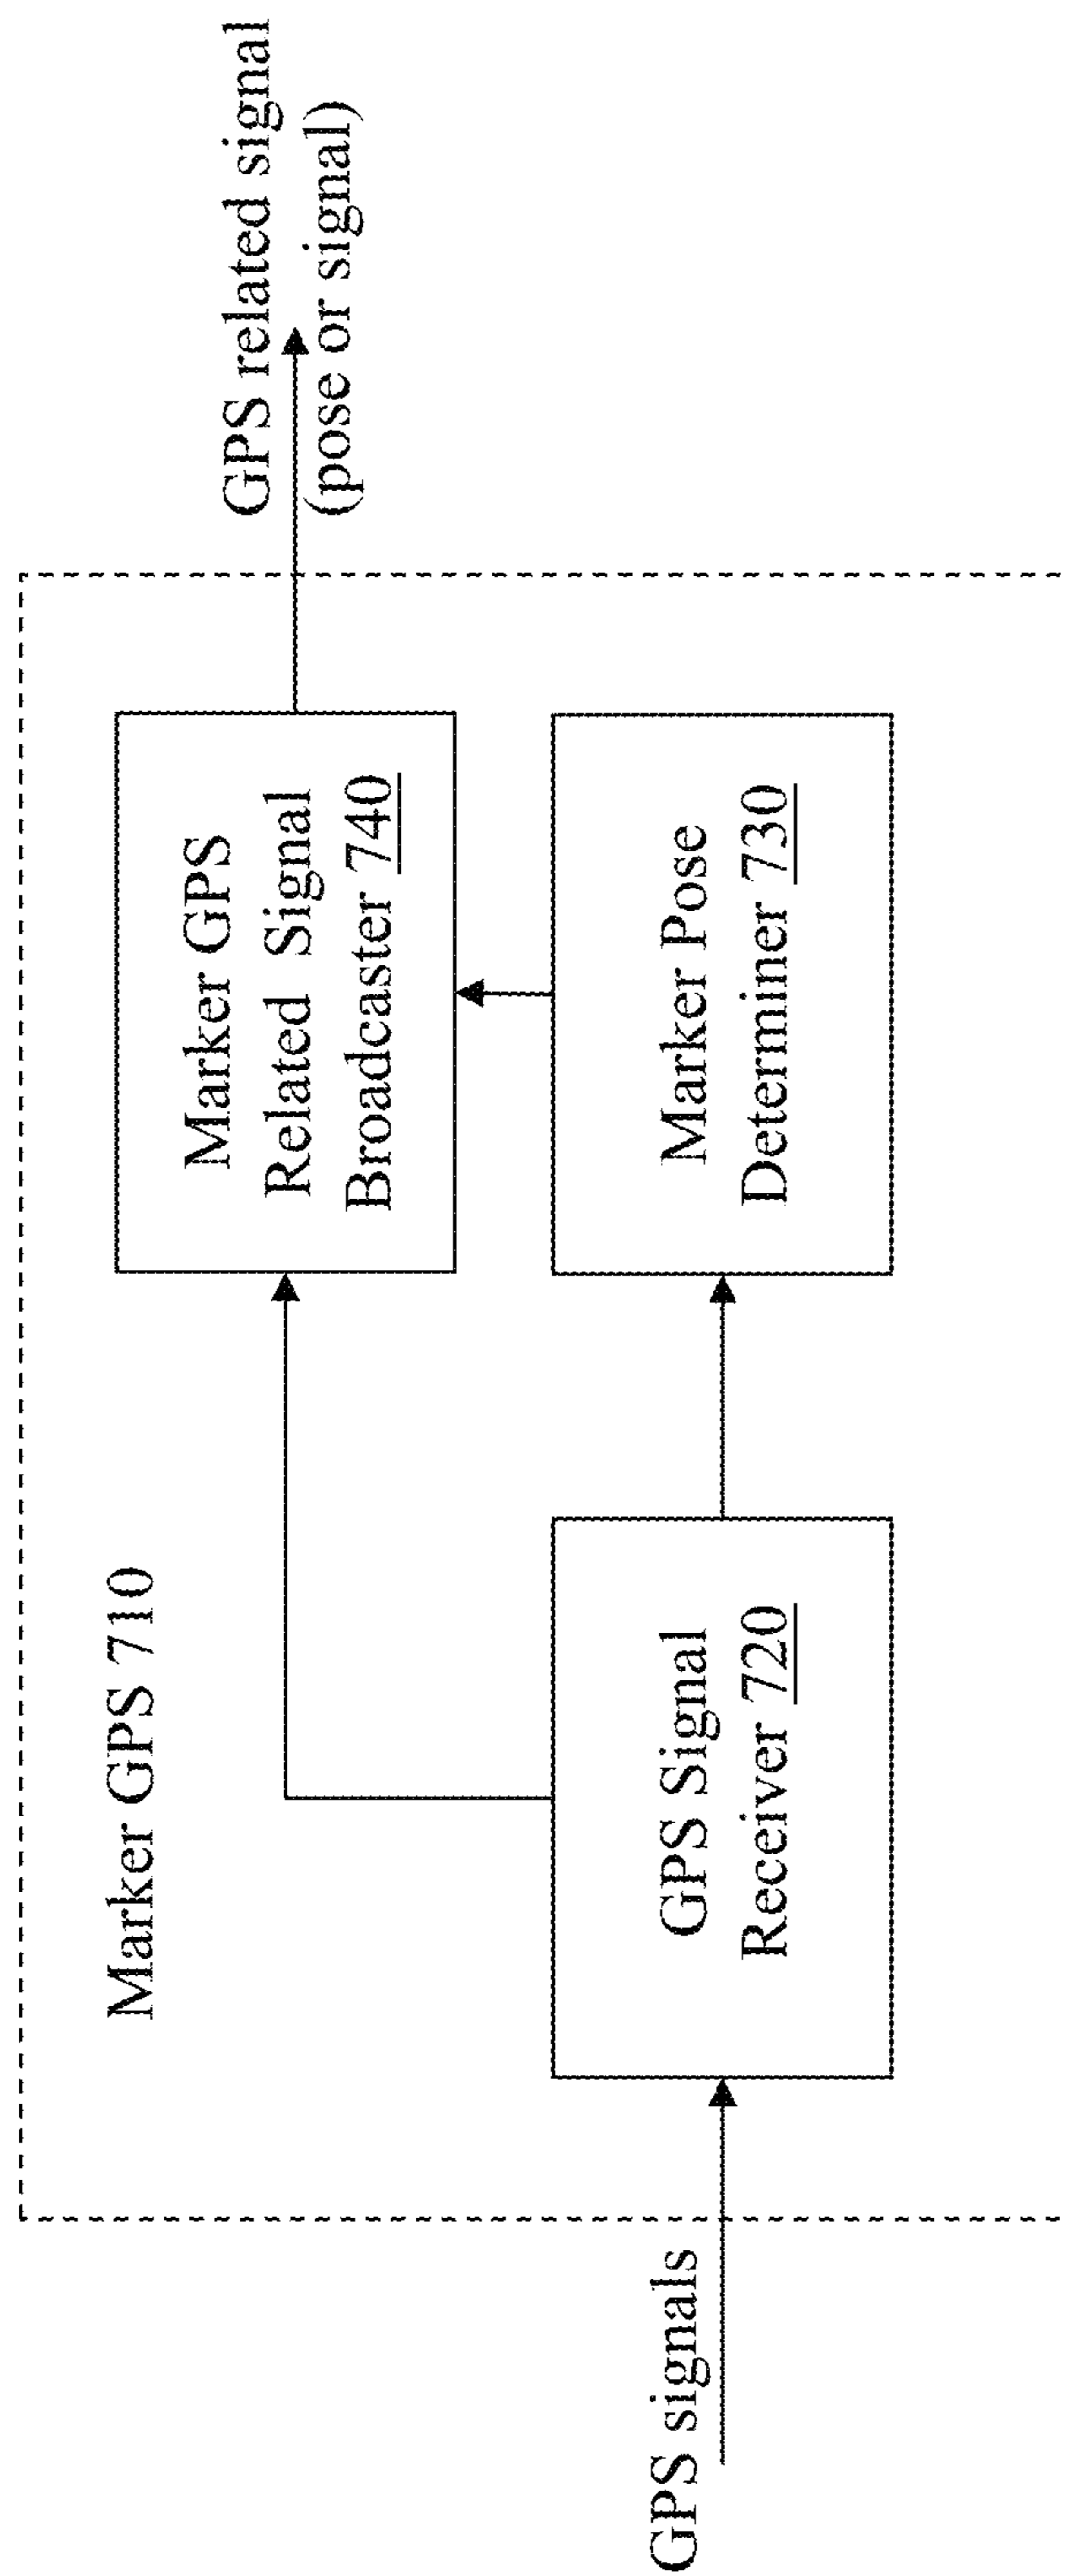 Marker GPS 710
GPS signals
GPS Signal
Receiver 720
Marker Pose
Determiner 730
Marker GPS
Related Signal
Broadcaster 740
GPS related signal
(pose or signal)